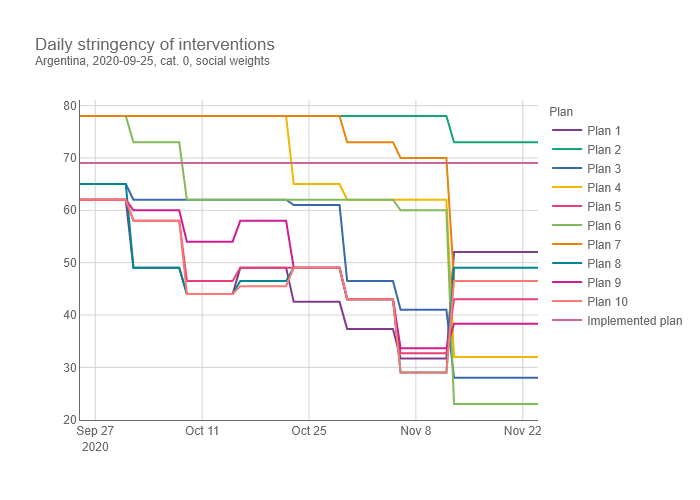 Daily stringency of interventions
Argentina, 2020-09-25, cat. 0, social weights
Plan
80
70
60
50
40
30
20
Sep 27
2020
Oct 11
Oct 25
Nov 8
Nov 22
Plan 1
Plan 2
Plan 3
Plan 4
Plan 5
Plan 6
Plan 7
Plan 8
Plan 9
Plan 10
Implemented plan